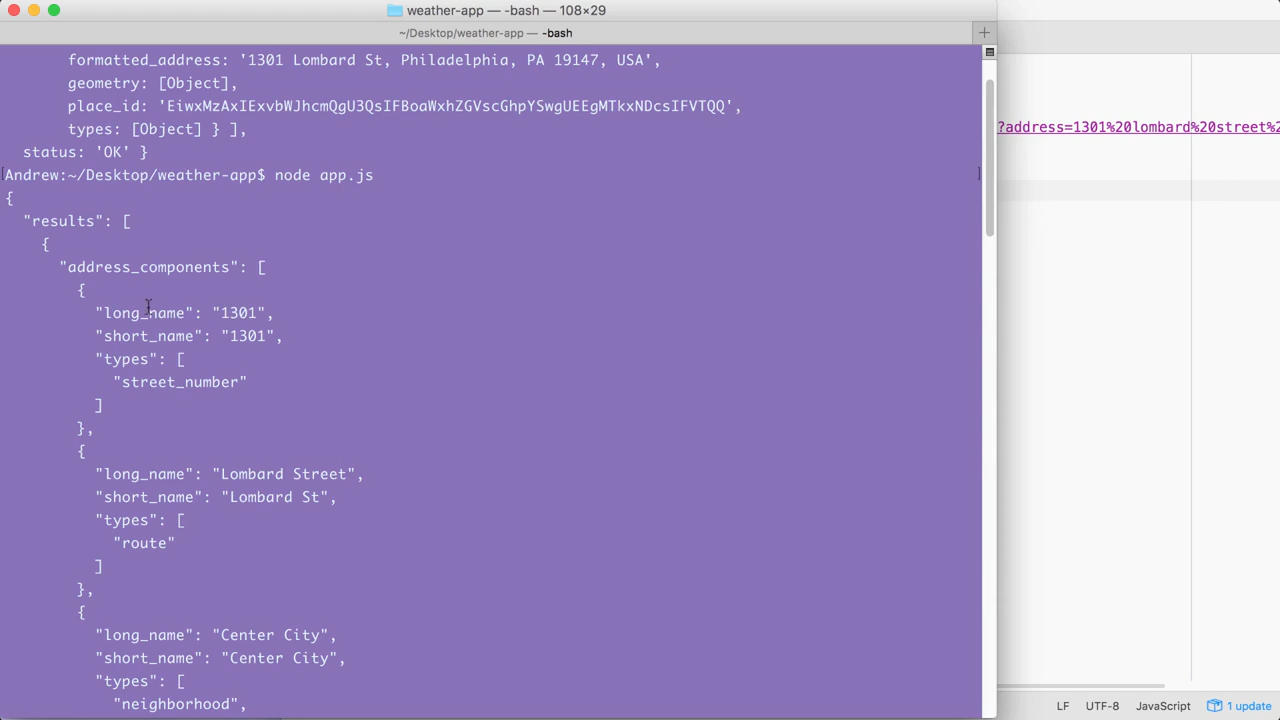 weather-app — -bash — 108×29
~/Desktop/weather-app — -bash
formatted_address: '1301 Lombard St, Philadelphia, PA 19147, USA',
geometry: [Object],
place_id: 'EiwxMzAxIExvbWJhcmQgU3QsIFBoaWxhZGVscGhpYSwgUEEgMTkxNDcsIFVTQQ',
types: [Object] } ],
status: 'OK' }
Andrew:~/Desktop/weather-app$ node app.js
{
"results": [
{
"address_components": [
{
"long_name": "1301",
"short_name": "1301",
"types": [
"street_number"
]
},
{
"long_name": "Lombard Street",
"short_name": "Lombard St",
"types": [
"route"
]
},
{
"long_name": "Center City",
"short_name": "Center City",
"types": [
"neighborhood",
?address=1301%20lombard%20street%2
LF UTF-8 JavaScript 1 update